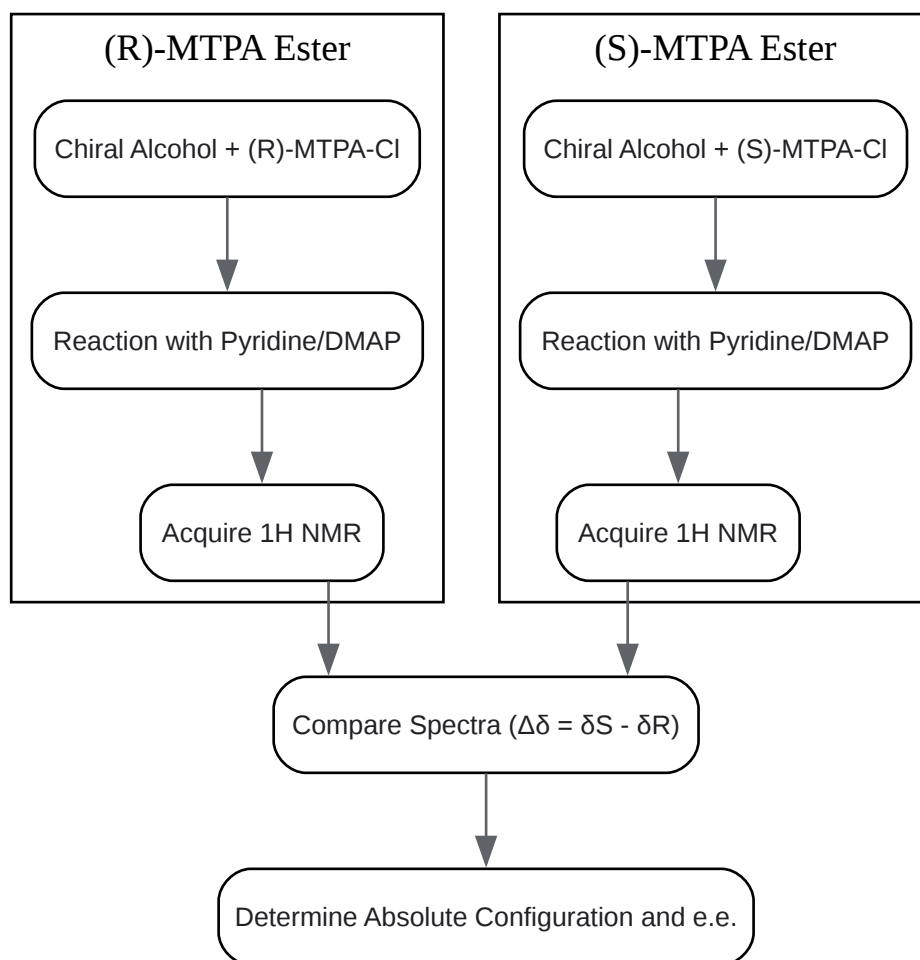 (R)-MTPA Ester
Chiral Alcohol + (R)-MTPA-Cl
Reaction with Pyridine/DMAP
Acquire 1H NMR
(S)-MTPA Ester
Chiral Alcohol + (S)-MTPA-Cl
Reaction with Pyridine/DMAP
Acquire 1H NMR
Compare Spectra (Δδ = δS - δR)
Determine Absolute Configuration and e.e.